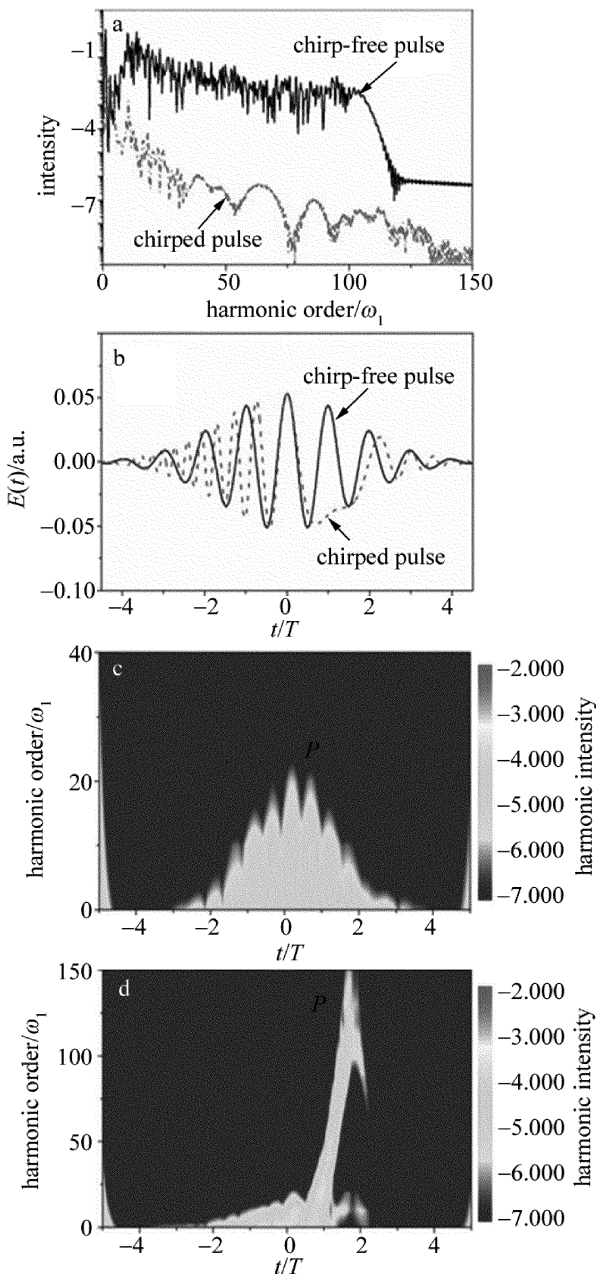 a
chirp-free pulse
chirped pulse
intensity
−1
−4
−7
0 50 100 150
harmonic order/ω₁
b
chirp-free pulse
chirped pulse
E(t)/a.u.
0.05
0.00
−0.05
−0.10
−4 −2 0 2 4
t/T
c
P
harmonic order/ω₁
40
20
0
−4 −2 0 2 4
t/T
−2.000
−3.000
−4.000
−5.000
−6.000
−7.000
harmonic intensity
d
P
harmonic order/ω₁
150
100
50
0
−4 −2 0 2 4
t/T
−2.000
−3.000
−4.000
−5.000
−6.000
−7.000
harmonic intensity